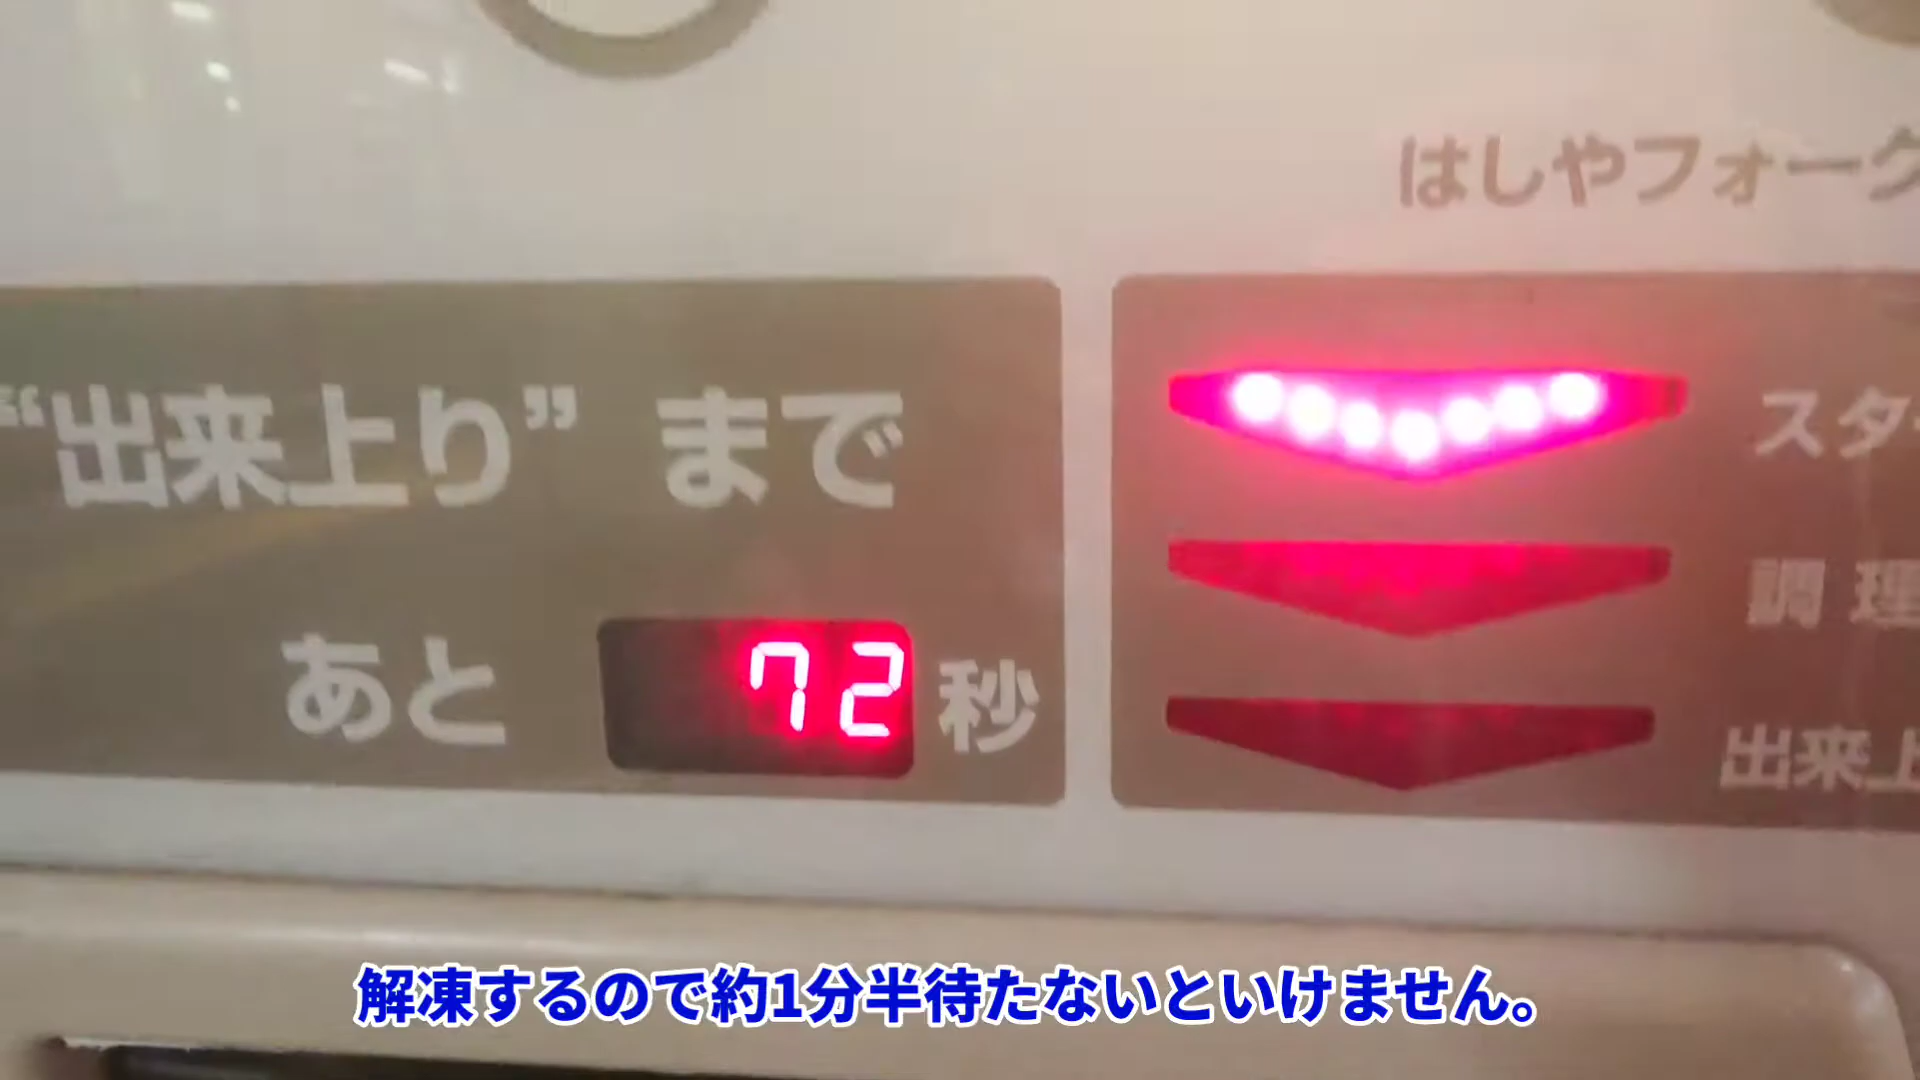 はしやフォーク
“出来上り” まで
あと 72 秒
スター
調理
出来上
解凍するので約1分半待たないといけません。